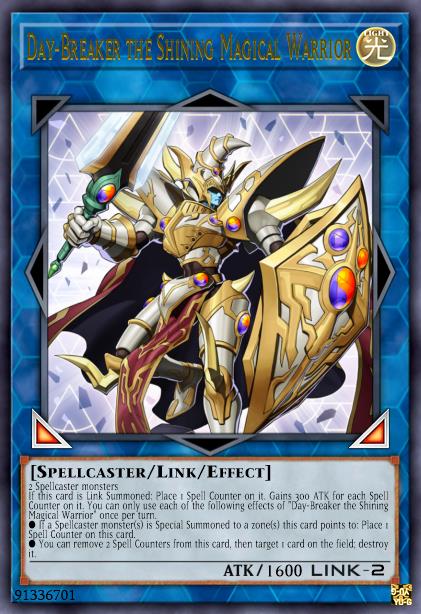 Day-Breaker the Shining Magical Warrior
LIGHT
光
[Spellcaster/Link/Effect]
2 Spellcaster monsters
If this card is Link Summoned: Place 1 Spell Counter on it. Gains 300 ATK for each Spell
Counter on it. You can only use each of the following effects of "Day-Breaker the Shining
Magical Warrior" once per turn.
● If a Spellcaster monster(s) is Special Summoned to a zone(s) this card points to: Place 1
Spell Counter on this card.
● You can remove 2 Spell Counters from this card, then target 1 card on the field; destroy
it.
ATK/1600 LINK-2
91336701